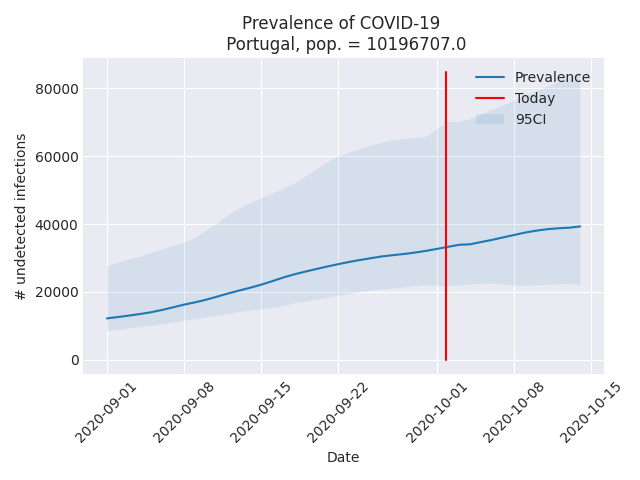 Prevalence of COVID-19
Portugal, pop. = 10196707.0
Prevalence
Today
95CI
# undetected infections
80000
60000
40000
20000
0
2020-09-01
2020-09-08
2020-09-15
2020-09-22
2020-10-01
2020-10-08
2020-10-15
Date